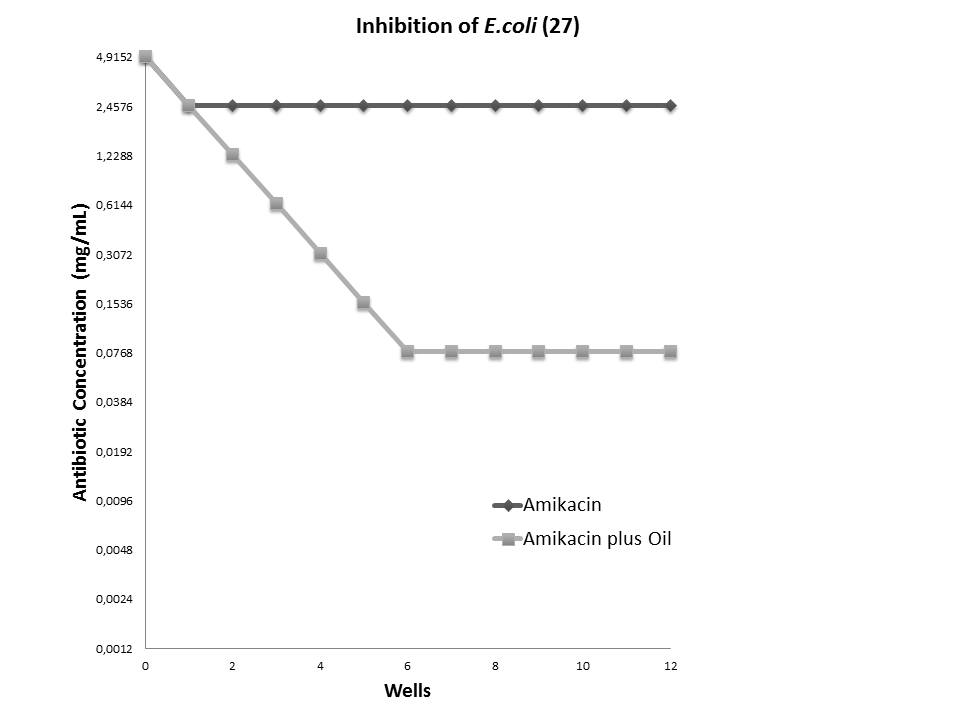 Inhibition of E.coli (27)
4,9152
2,4576
1,2288
0,6144
0,3072
0,1536
0,0768
0,0384
0,0192
0,0096
0,0048
0,0024
0,0012
Antibiotic Concentration (mg/mL)
Amikacin
Amikacin plus Oil
0 2 4 6 8 10 12
Wells